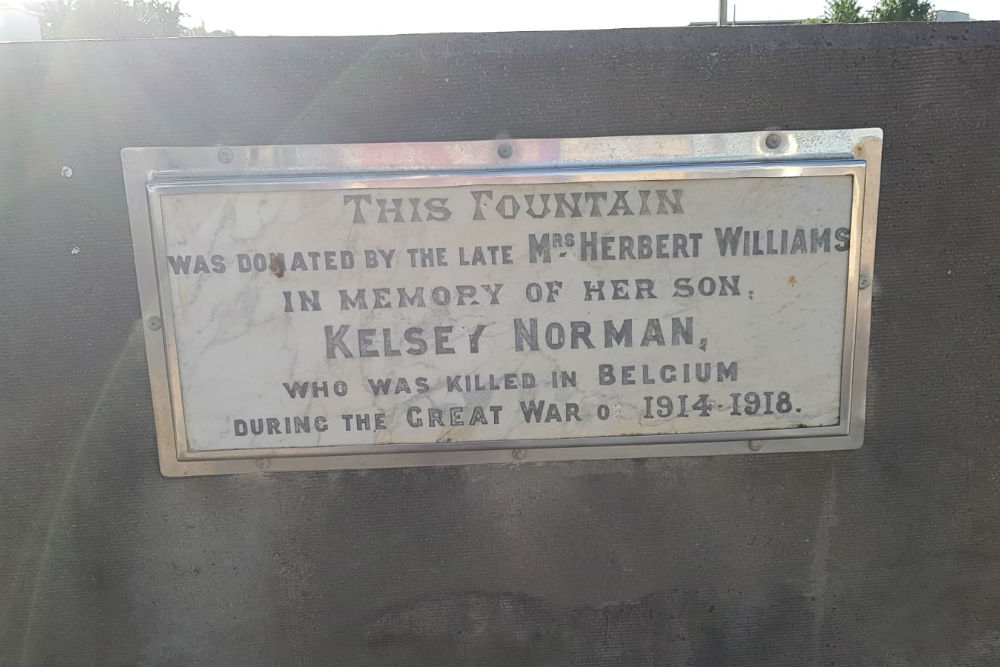 THIS FOUNTAIN
WAS DONATED BY THE LATE MRS HERBERT WILLIAMS
IN MEMORY OF HER SON,
KELSEY NORMAN,
WHO WAS KILLED IN BELGIUM
DURING THE GREAT WAR OF 1914-1918.